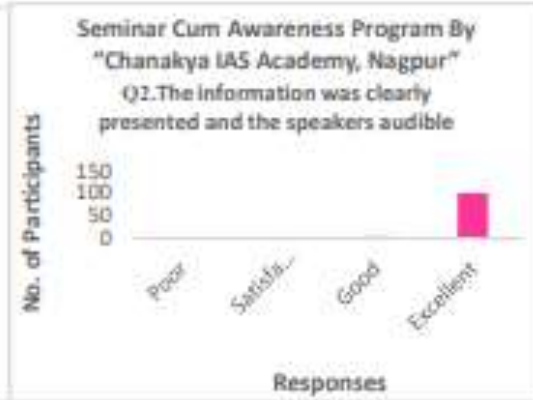 Seminar Cum Awareness Program By
"Chanakya IAS Academy, Nagpur"
Q2.The information was clearly
presented and the speakers audible
No. of Participants
150
100
50
0
Poor
Satisfa...
Good
Excellent
Responses